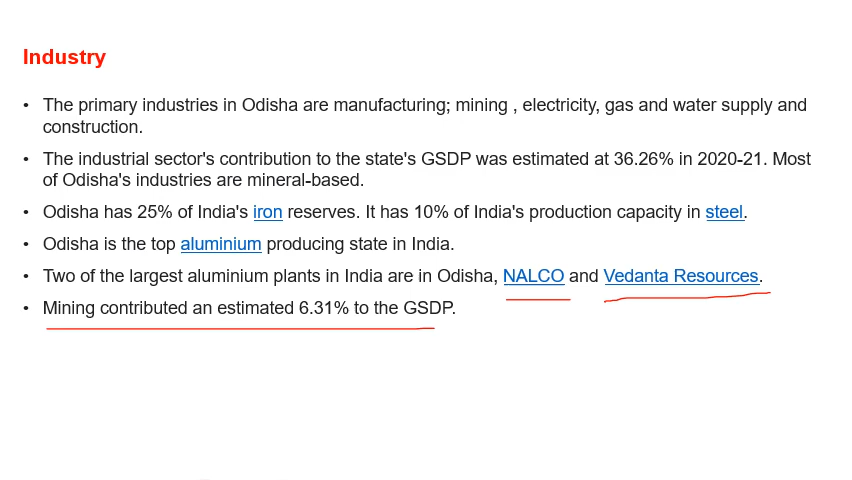 Industry
• The primary industries in Odisha are manufacturing; mining , electricity, gas and water supply and
construction.
• The industrial sector's contribution to the state's GSDP was estimated at 36.26% in 2020-21. Most
of Odisha's industries are mineral-based.
• Odisha has 25% of India's iron reserves. It has 10% of India's production capacity in steel.
• Odisha is the top aluminium producing state in India.
• Two of the largest aluminium plants in India are in Odisha, NALCO and Vedanta Resources.
• Mining contributed an estimated 6.31% to the GSDP.